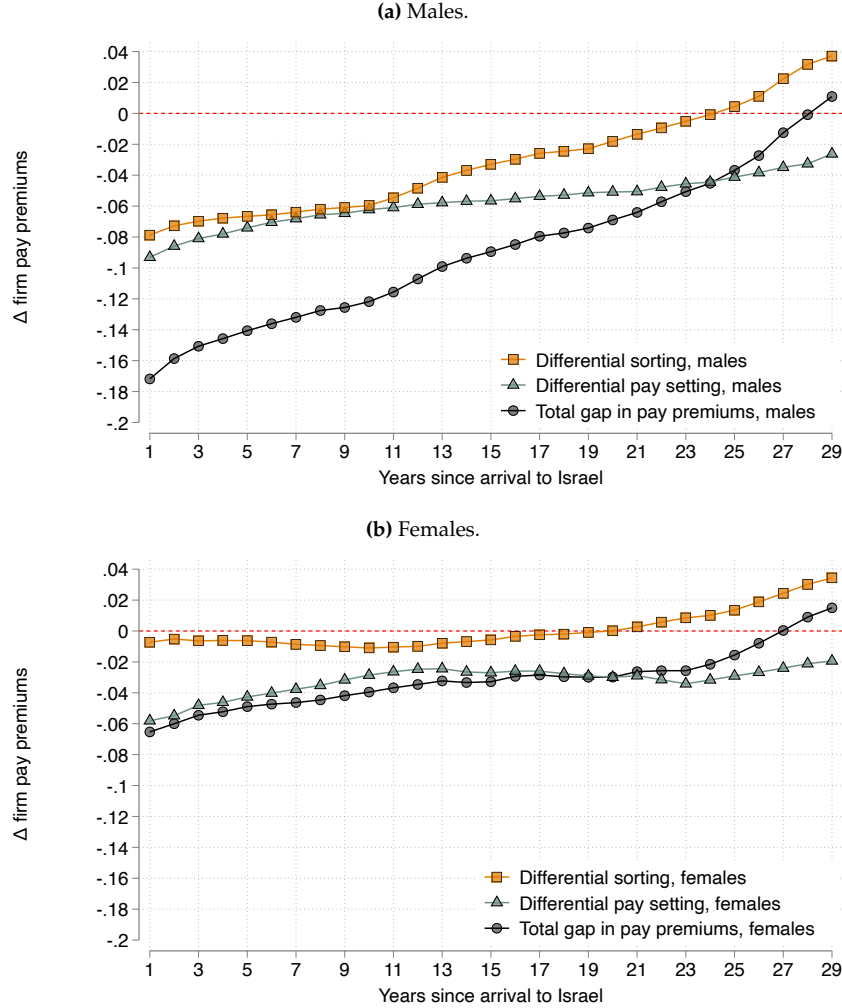 (a) Males.
.04
.02
0
-.02
-.04
-.06
-.08
-.1
-.12
-.14
-.16
-.18
-.2
Δ firm pay premiums
Differential sorting, males
Differential pay setting, males
Total gap in pay premiums, males
1 3 5 7 9 11 13 15 17 19 21 23 25 27 29
Years since arrival to Israel
(b) Females.
.04
.02
0
-.02
-.04
-.06
-.08
-.1
-.12
-.14
-.16
-.18
-.2
Δ firm pay premiums
Differential sorting, females
Differential pay setting, females
Total gap in pay premiums, females
1 3 5 7 9 11 13 15 17 19 21 23 25 27 29
Years since arrival to Israel